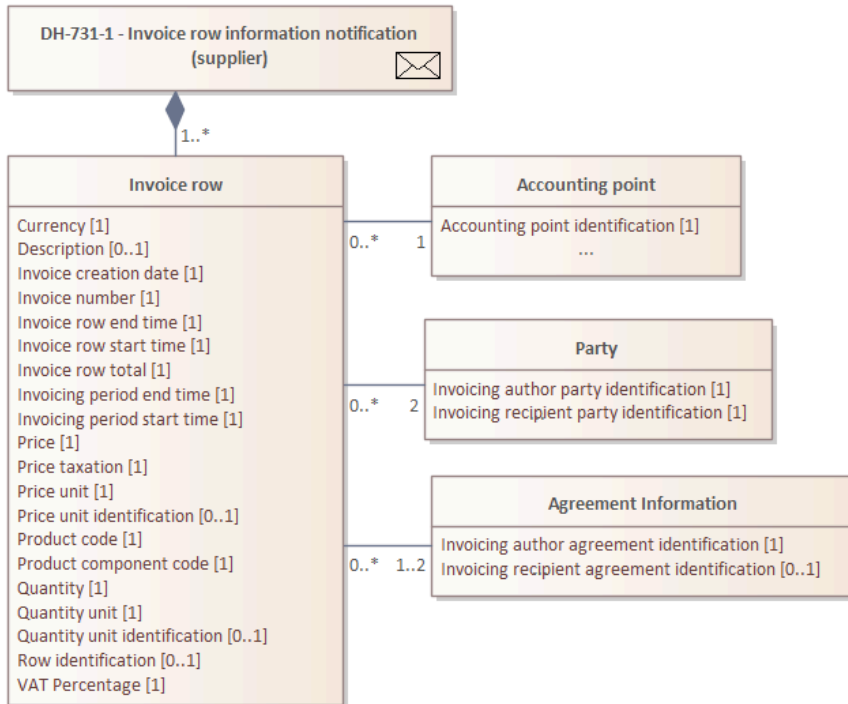 DH-731-1 - Invoice row information notification
(supplier)
1..*
Invoice row
Currency [1]
Description [0..1]
Invoice creation date [1]
Invoice number [1]
Invoice row end time [1]
Invoice row start time [1]
Invoice row total [1]
Invoicing period end time [1]
Invoicing period start time [1]
Price [1]
Price taxation [1]
Price unit [1]
Price unit identification [0..1]
Product code [1]
Product component code [1]
Quantity [1]
Quantity unit [1]
Quantity unit identification [0..1]
Row identification [0..1]
VAT Percentage [1]
0..* 1
Accounting point
Accounting point identification [1]
...
0..* 2
Party
Invoicing author party identification [1]
Invoicing recipient party identification [1]
0..* 1..2
Agreement Information
Invoicing author agreement identification [1]
Invoicing recipient agreement identification [0..1]